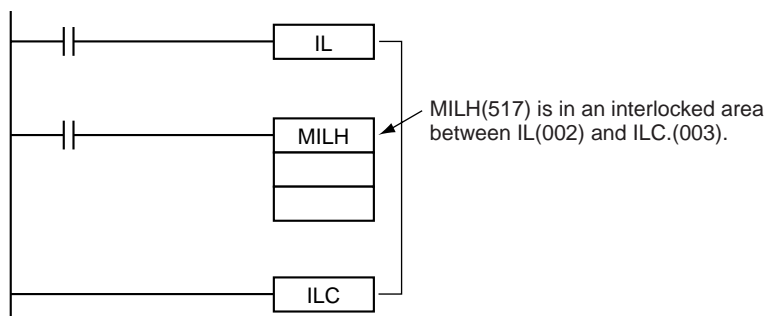 IL
MILH
MILH(517) is in an interlocked area
between IL(002) and ILC.(003).
ILC